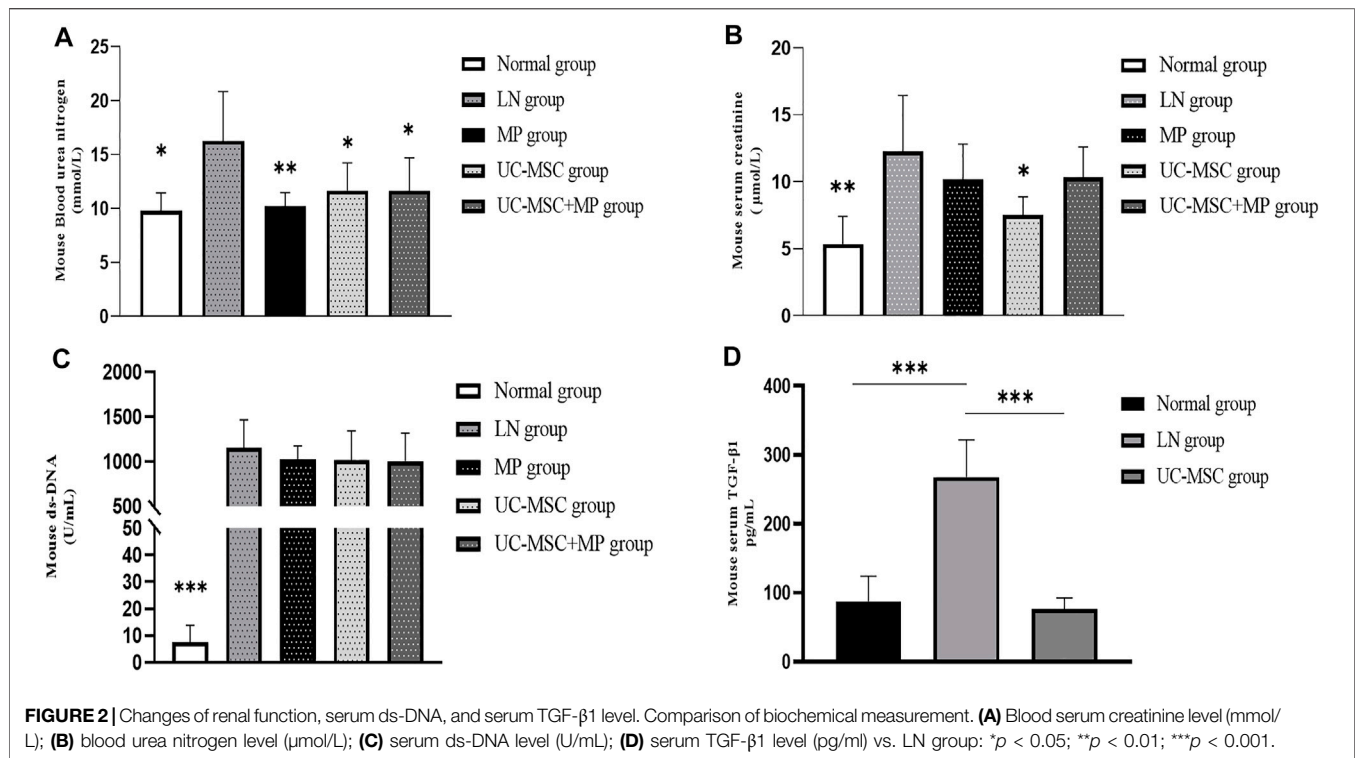 A
Mouse Blood urea nitrogen
(mmol/L)
25
20
15
10
5
0
*
**
*
*
Normal group
LN group
MP group
UC-MSC group
UC-MSC+MP group
B
Mouse serum creatinine
( μmol/L)
20
15
10
5
0
**
*
Normal group
LN group
MP group
UC-MSC group
UC-MSC+MP group
C
Mouse ds-DNA
(U/mL)
2000
1500
1000
500
50
40
30
20
10
0
***
Normal group
LN group
MP group
UC-MSC group
UC-MSC+MP group
D
Mouse serum TGF-β1
pg/mL
400
300
200
100
0
***
***
Normal group
LN group
UC-MSC group
FIGURE 2 | Changes of renal function, serum ds-DNA, and serum TGF-β1 level. Comparison of biochemical measurement. (A) Blood serum creatinine level (mmol/
L); (B) blood urea nitrogen level (μmol/L); (C) serum ds-DNA level (U/mL); (D) serum TGF-β1 level (pg/ml) vs. LN group: *p < 0.05; **p < 0.01; ***p < 0.001.